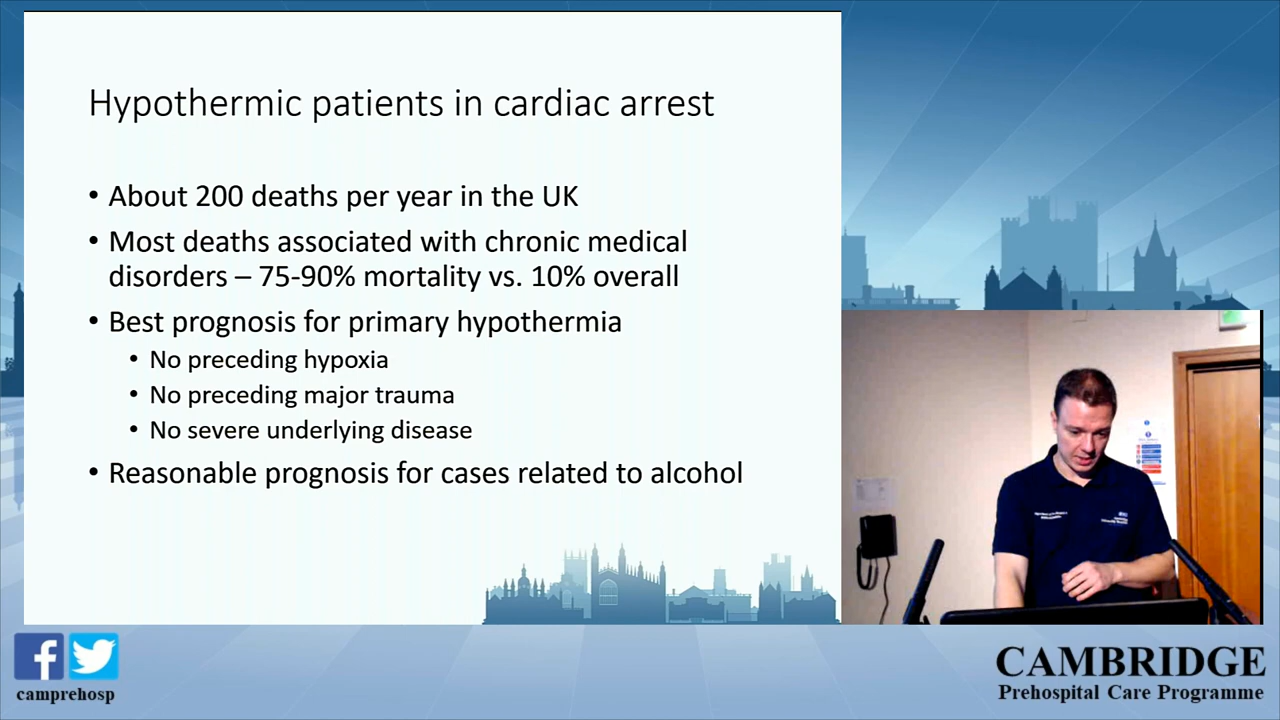 Hypothermic patients in cardiac arrest
• About 200 deaths per year in the UK
• Most deaths associated with chronic medical
disorders – 75-90% mortality vs. 10% overall
• Best prognosis for primary hypothermia
• No preceding hypoxia
• No preceding major trauma
• No severe underlying disease
• Reasonable prognosis for cases related to alcohol
camprehosp
CAMBRIDGE
Prehospital Care Programme